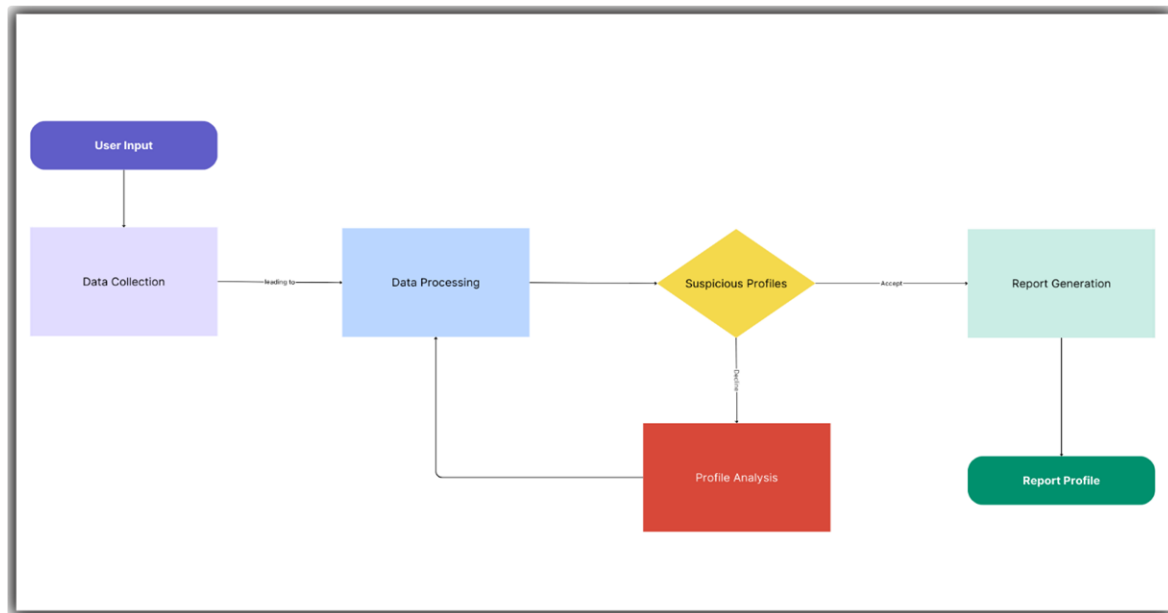 User Input
Data Collection
leading to
Data Processing
Suspicious Profiles
Accept
Report Generation
Decline
Profile Analysis
Report Profile